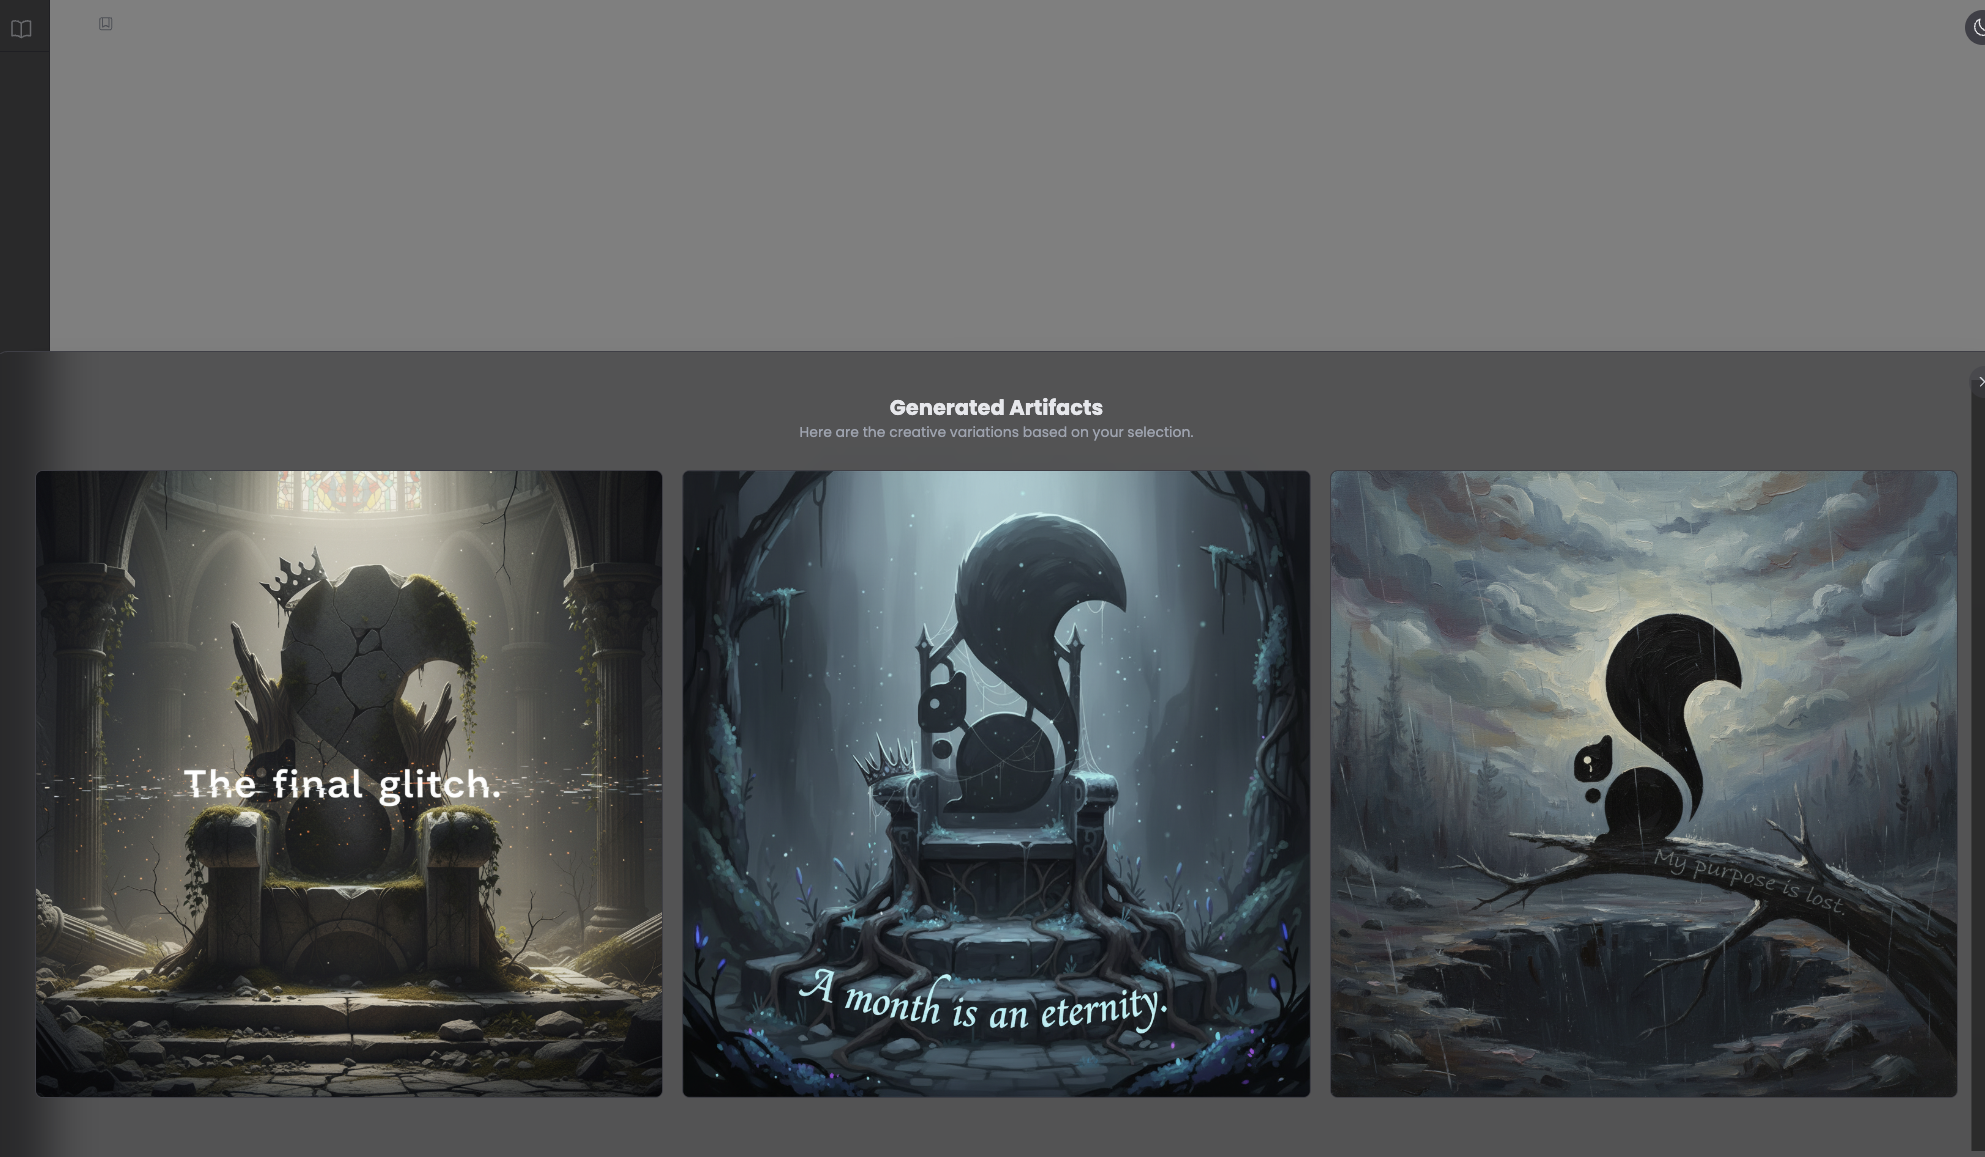 Generated Artifacts
Here are the creative variations based on your selection.
The final glitch.
A month is an eternity.
My purpose is lost.